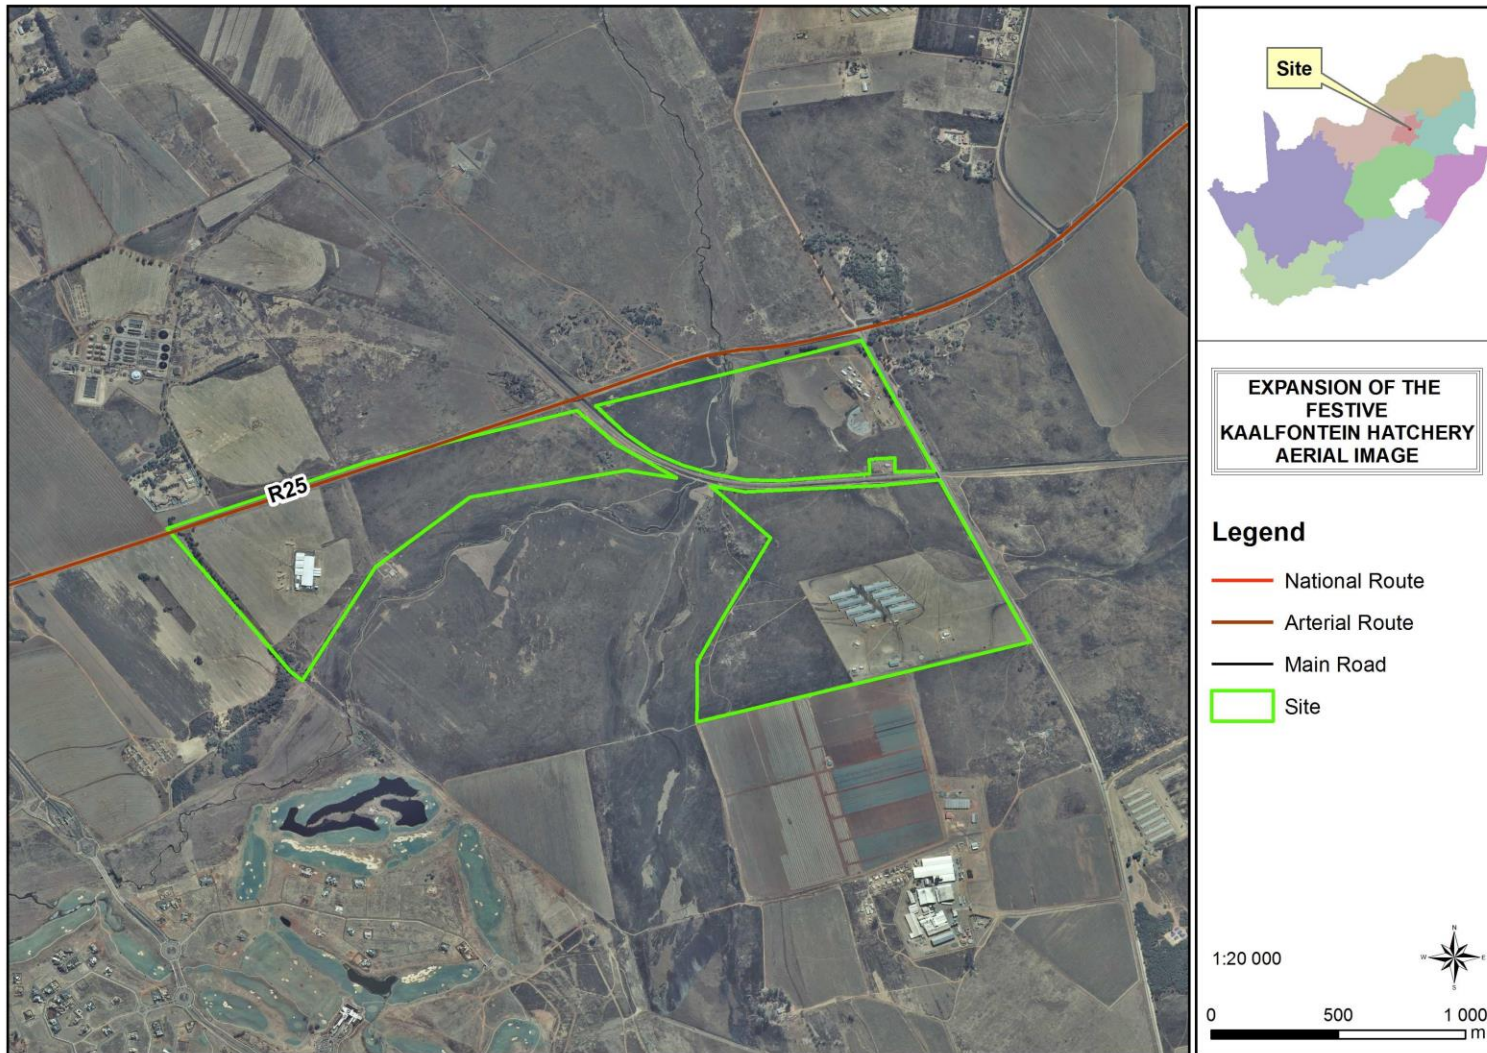 R25
Site
EXPANSION OF THE
FESTIVE
KAALFONTEIN HATCHERY
AERIAL IMAGE
Legend
National Route
Arterial Route
Main Road
Site
1:20 000
N
W E
S
0 500 1 000
m